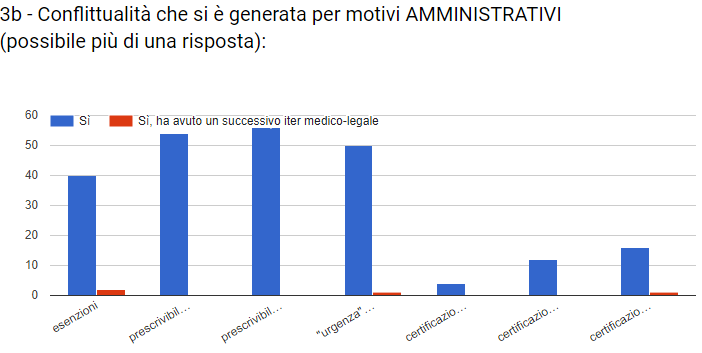 3b - Conflittualità che si è generata per motivi AMMINISTRATIVI
(possibile più di una risposta):
Sì
Sì, ha avuto un successivo iter medico-legale
60
50
40
30
20
10
0
esenzioni
prescrivibil…
prescrivibil…
"urgenza" …
certificazio…
certificazio…
certificazio…